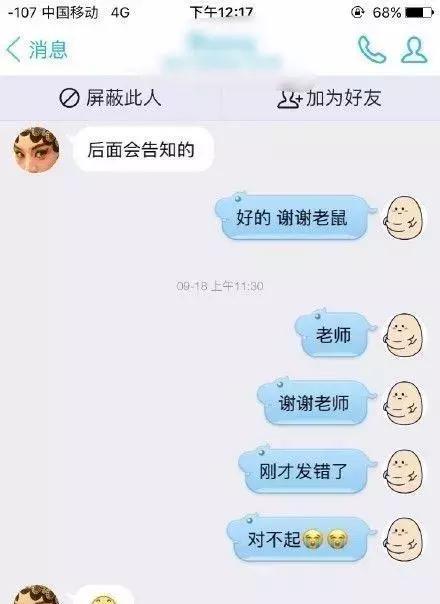 -107 中国移动 4G 下午12:17 68%
消息
屏蔽此人 加为好友
后面会告知的
好的 谢谢老鼠
09-18 上午11:30
老师
谢谢老师
刚才发错了
对不起😭😭